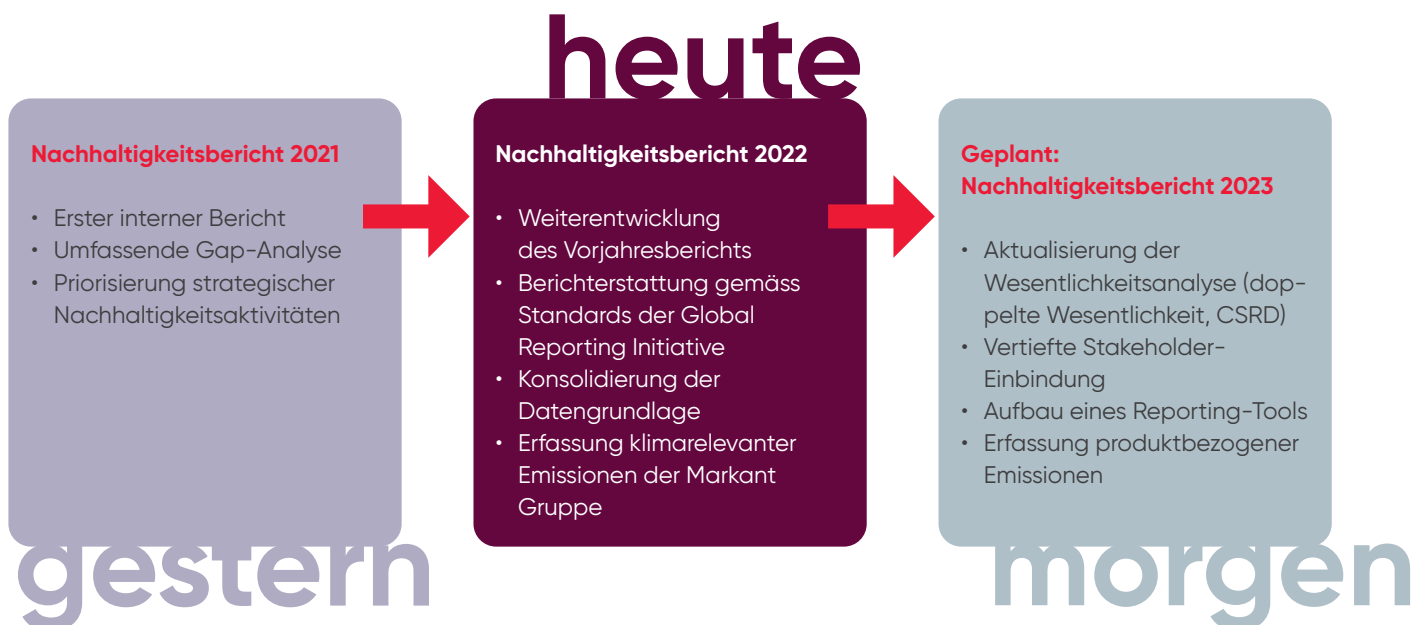 heute
Nachhaltigkeitsbericht 2021
• Erster interner Bericht
• Umfassende Gap-Analyse
• Priorisierung strategischer
Nachhaltigkeitsaktivitäten
gestern
Nachhaltigkeitsbericht 2022
• Weiterentwicklung
des Vorjahresberichts
• Berichterstattung gemäss
Standards der Global
Reporting Initiative
• Konsolidierung der
Datengrundlage
• Erfassung klimarelevanter
Emissionen der Markant
Gruppe
Geplant:
Nachhaltigkeitsbericht 2023
• Aktualisierung der
Wesentlichkeitsanalyse (dop-
pelte Wesentlichkeit, CSRD)
• Vertiefte Stakeholder-
Einbindung
• Aufbau eines Reporting-Tools
• Erfassung produktbezogener
Emissionen
morgen